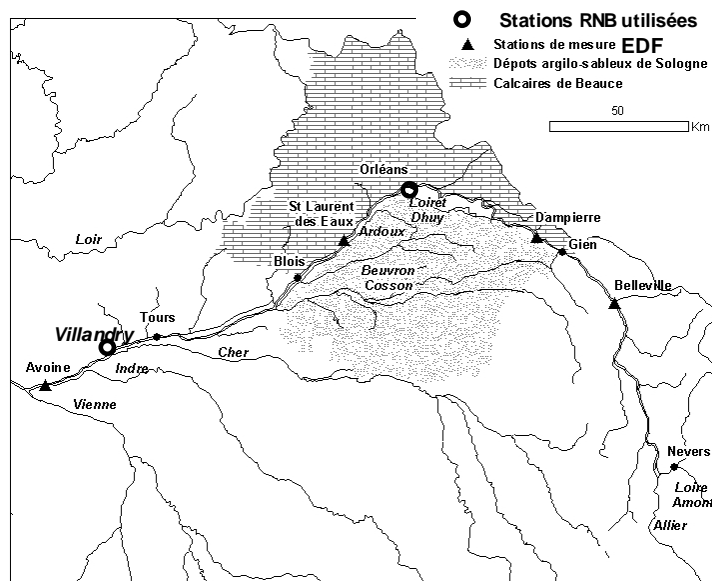 Stations RNB utilisées
Stations de mesure EDF
Dépots argilo-sableux de Sologne
Calcaires de Beauce
50
Km
Orléans
Loiret
Dhuy
St Laurent
des Eaux
Ardoux
Dampierre
Gien
Loir
Blois
Beuvron
Cosson
Belleville
Tours
Villandry
Avoine
Indre
Cher
Vienne
Nevers
Loire
Amont
Allier